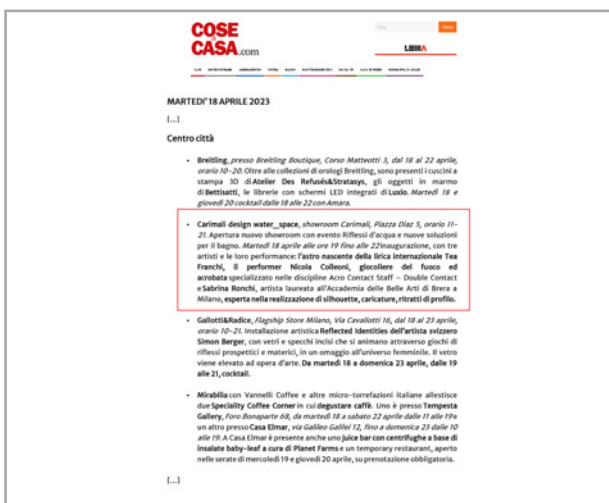 COSE
di
CASA.com
MARTEDI' 18 APRILE 2023
[...]
Centro città
• Breitling, presso Breitling Boutique, Corso Matteotti 3, dal 18 al 22 aprile,
orario 10-20. Oltre alle collezioni di orologi Breitling, sono presenti i cuscini a
stampa 3D di Atelier Des Refusés&Stratasys, gli oggetti in marmo
di Bettisatti, le librerie con schermi LED integrati di Luxio. Martedì 18 e
giovedì 20 cocktail dalle 18 alle 22 con Amara.
• Carimali design water_space, showroom Carimali, Piazza Diaz 5, orario 11-
21. Apertura nuovo showroom con evento Riflessi d'acqua e nuove soluzioni
per il bagno. Martedì 18 aprile alle ore 19 fino alle 22 inaugurazione, con tre
artisti e le loro performance: l'astro nascente della lirica internazionale Tea
Franchi, il performer Nicola Colleoni, giocoliere del fuoco ed
acrobata specializzato nelle discipline Acro Contact Staff – Double Contact
e Sabrina Ronchi, artista laureata all'Accademia delle Belle Arti di Brera a
Milano, esperta nella realizzazione di silhouette, caricature, ritratti di profilo.
• Gallotti&Radice, Flagship Store Milano, Via Cavallotti 16, dal 18 al 23 aprile,
orario 10-21. Installazione artistica Reflected Identities dell'artista svizzero
Simon Berger, con vetri e specchi incisi che si animano attraverso giochi di
riflessi prospettici e materici, in un omaggio all'universo femminile. Il vetro
viene elevato ad opera d'arte. Da martedì 18 a domenica 23 aprile, dalle 19
alle 21, cocktail.
• Mirabilia con Vannelli Coffee e altre micro-torrefazioni italiane allestisce
due Speciality Coffee Corner in cui degustare caffè. Uno è presso Tempesta
Gallery, Foro Bonaparte 68, da martedì 18 a sabato 22 aprile dalle 11 alle 19 e
un altro presso Casa Elmar, via Galileo Galilei 12, fino a domenica 23 dalle 10
alle 19. A Casa Elmar è presente anche uno juice bar con centrifughe a base di
insalate baby-leaf a cura di Planet Farms e un temporary restaurant, aperto
nelle serate di mercoledì 19 e giovedì 20 aprile, su prenotazione obbligatoria.
[...]